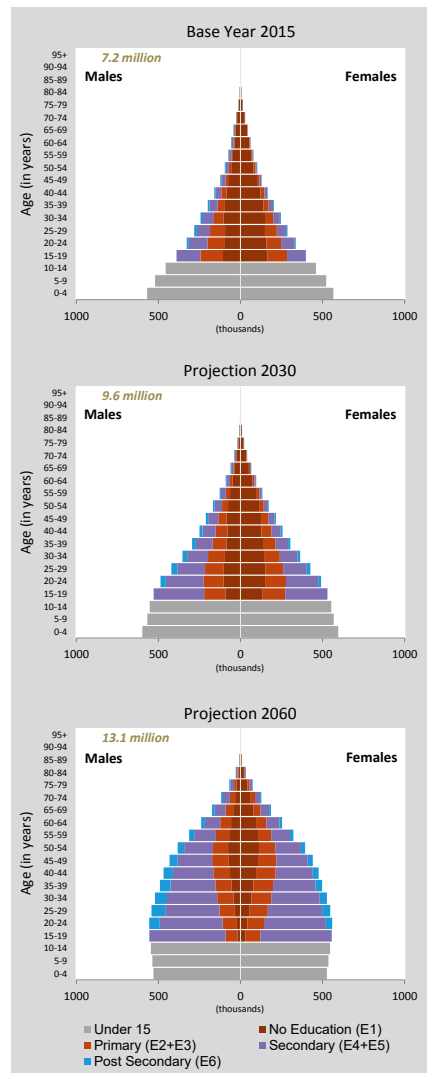 Base Year 2015
7.2 million
Males
Females
Age (in years)
95+
90-94
85-89
80-84
75-79
70-74
65-69
60-64
55-59
50-54
45-49
40-44
35-39
30-34
25-29
20-24
15-19
10-14
5-9
0-4
1000 500 0 500 1000
(thousands)
Projection 2030
9.6 million
Males
Females
Age (in years)
95+
90-94
85-89
80-84
75-79
70-74
65-69
60-64
55-59
50-54
45-49
40-44
35-39
30-34
25-29
20-24
15-19
10-14
5-9
0-4
1000 500 0 500 1000
(thousands)
Projection 2060
13.1 million
Males
Females
Age (in years)
95+
90-94
85-89
80-84
75-79
70-74
65-69
60-64
55-59
50-54
45-49
40-44
35-39
30-34
25-29
20-24
15-19
10-14
5-9
0-4
1000 500 0 500 1000
(thousands)
Under 15 No Education (E1)
Primary (E2+E3) Secondary (E4+E5)
Post Secondary (E6)